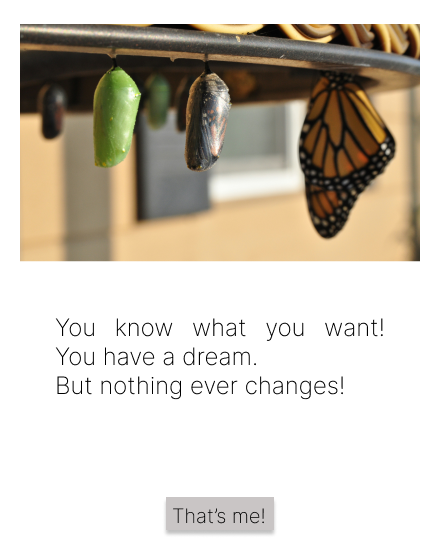 You know what you want!
You have a dream.
But nothing ever changes!
That's me!